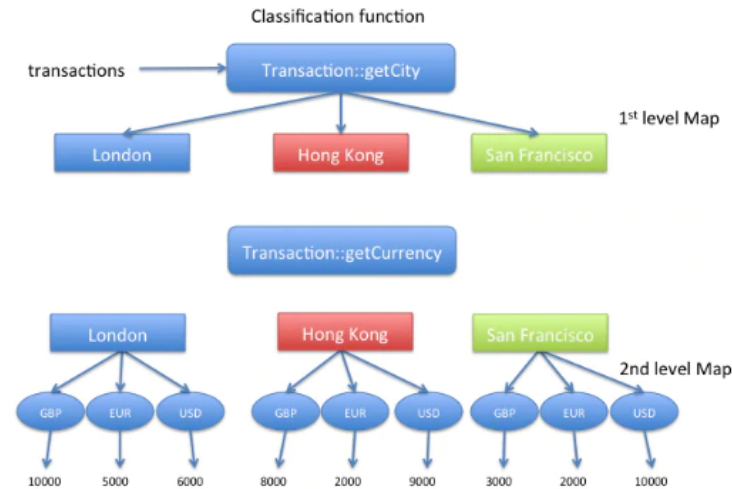 Classification function
transactions
Transaction::getCity
1st level Map
London
Hong Kong
San Francisco
Transaction::getCurrency
London
Hong Kong
San Francisco
2nd level Map
GBP EUR USD GBP EUR USD GBP EUR USD
10000 5000 6000 8000 2000 9000 3000 2000 10000